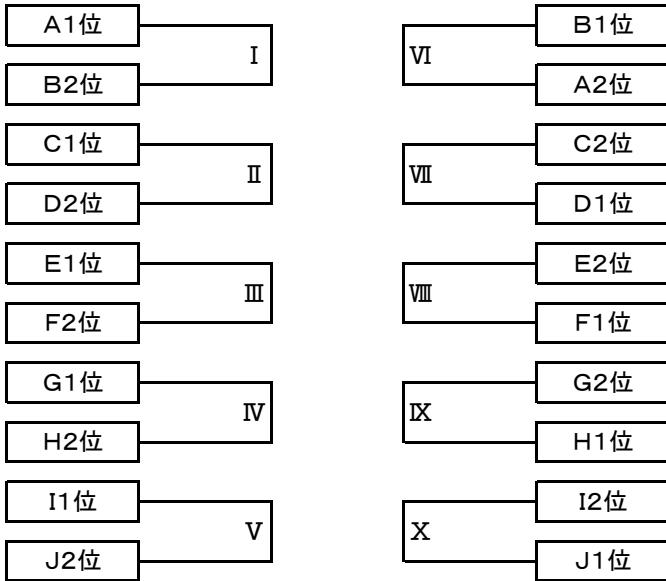 A1位
B1位
Ⅰ
Ⅵ
B2位
A2位
C1位
C2位
Ⅱ
Ⅶ
D2位
D1位
E1位
E2位
Ⅲ
Ⅷ
F2位
F1位
G1位
G2位
Ⅳ
Ⅸ
H2位
H1位
I1位
I2位
Ⅴ
Ⅹ
J2位
J1位